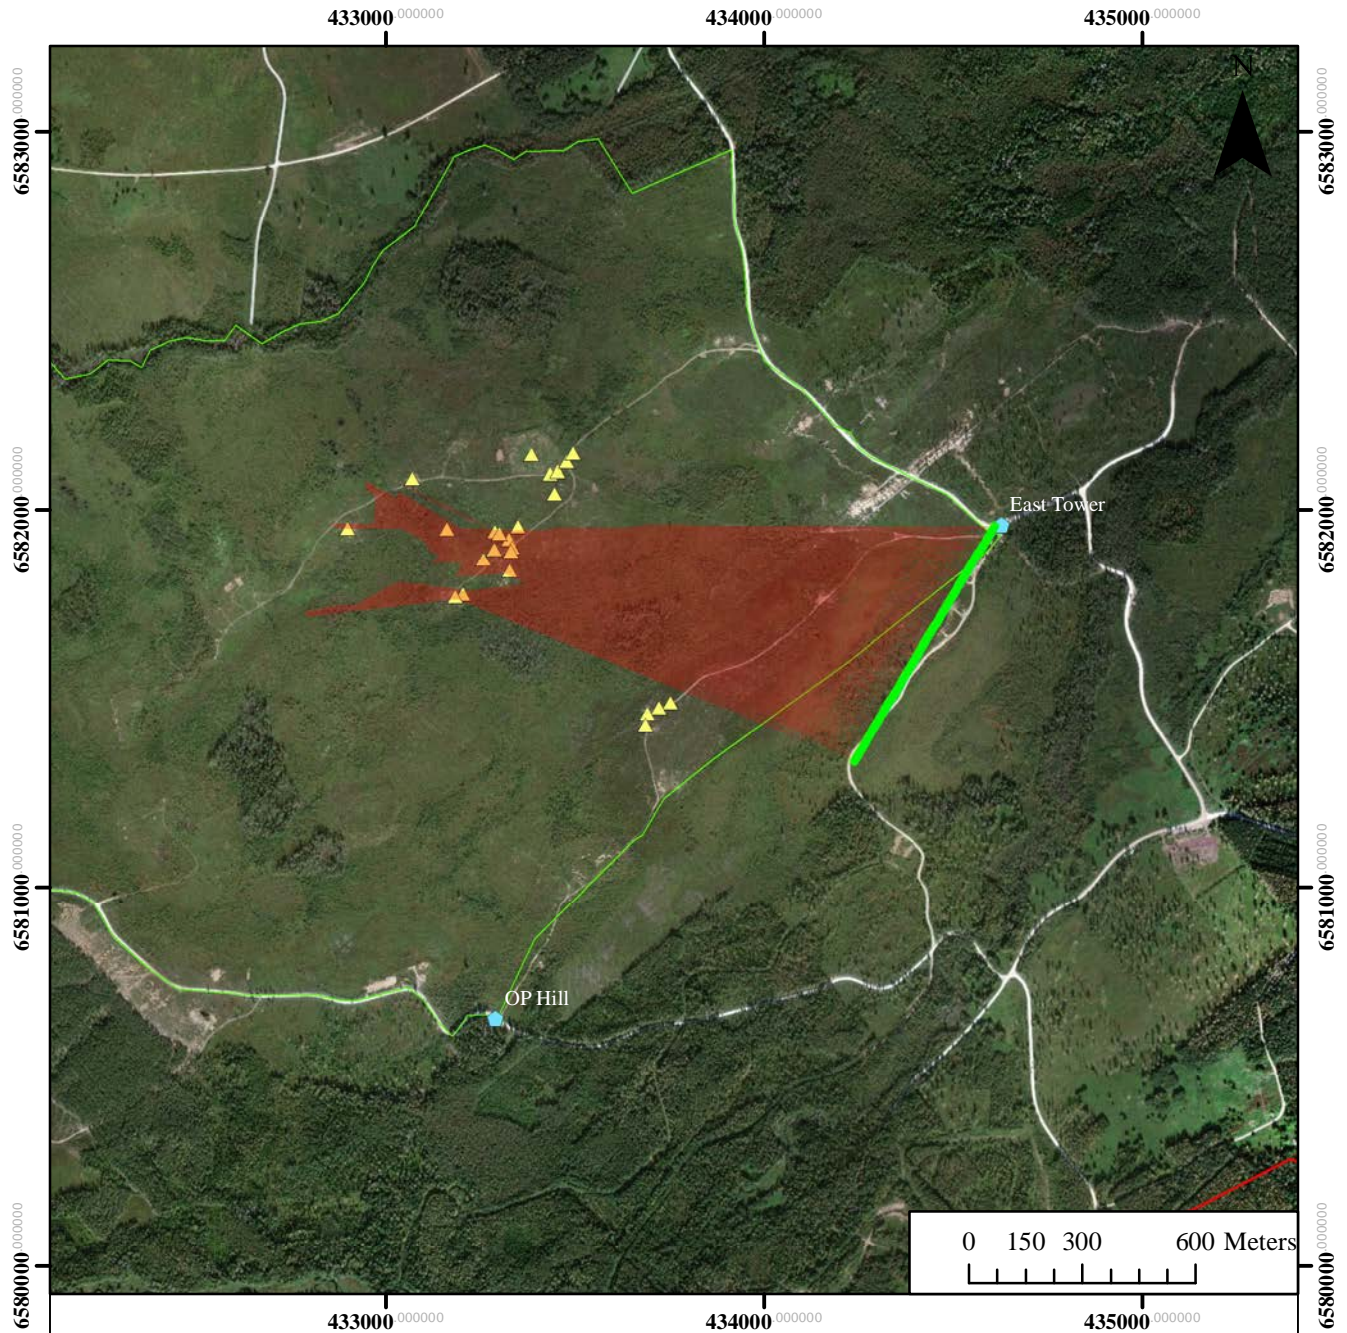 433000.000000 434000.000000 435000.000000
N
6583000.000000 6583000.000000
6582000.000000 6582000.000000
East Tower
6581000.000000 6581000.000000
OP Hill
0 150 300 600 Meters
6580000.000000 6580000.000000
433000.000000 434000.000000 435000.000000